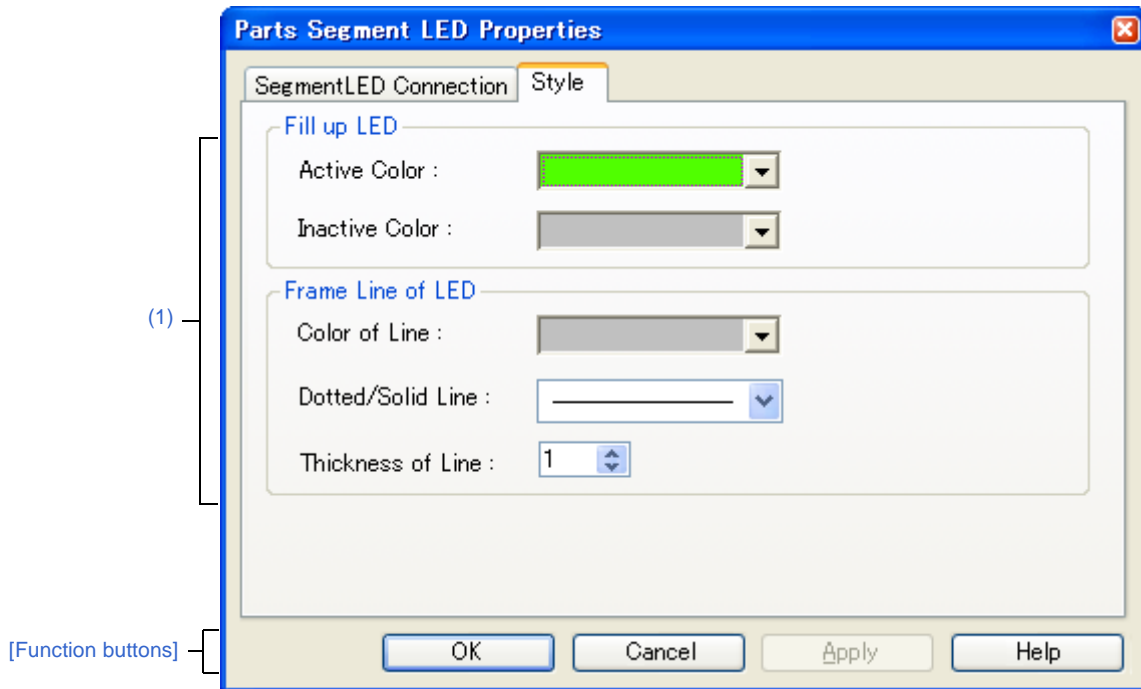 Parts Segment LED Properties
SegmentLED Connection Style
Fill up LED
Active Color :
Inactive Color :
(1)
Frame Line of LED
Color of Line :
Dotted/Solid Line :
Thickness of Line : 1
[Function buttons]
OK Cancel Apply Help